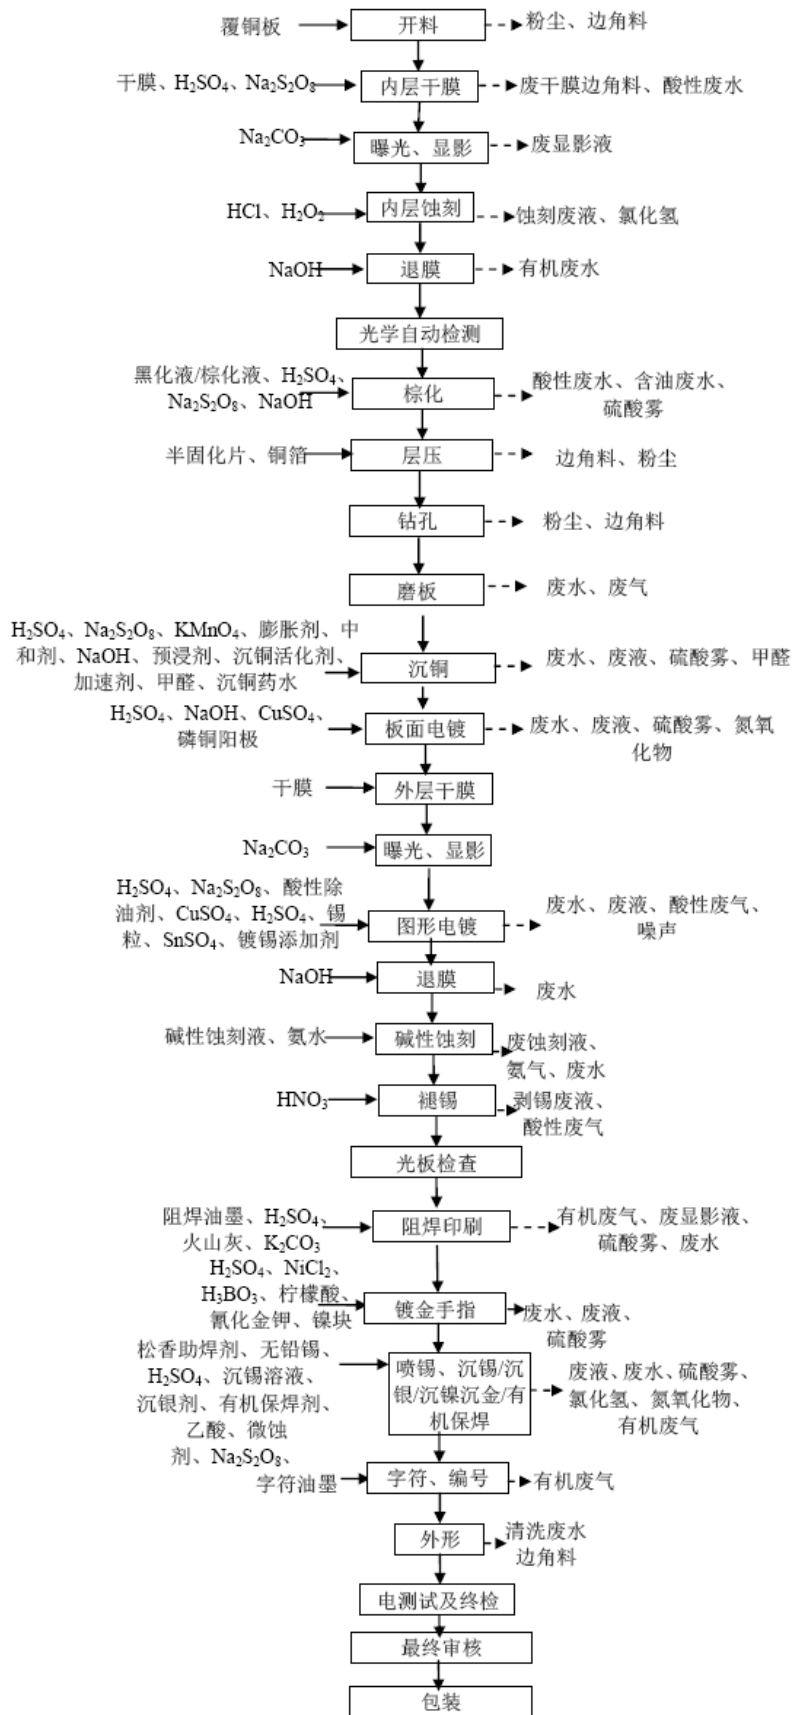 覆铜板
开料
粉尘、边角料
干膜、H₂SO₄、Na₂S₂O₈
内层干膜
废干膜边角料、酸性废水
Na₂CO₃
曝光、显影
废显影液
HCl、H₂O₂
内层蚀刻
蚀刻废液、氯化氢
NaOH
退膜
有机废水
光学自动检测
黑化液/棕化液、H₂SO₄、
Na₂S₂O₈、NaOH
棕化
酸性废水、含油废水、
硫酸雾
半固化片、铜箔
层压
边角料、粉尘
钻孔
粉尘、边角料
磨板
废水、废气
H₂SO₄、Na₂S₂O₈、KMnO₄、膨胀剂、中
和剂、NaOH、预浸剂、沉铜活化剂、
加速剂、甲醛、沉铜药水
沉铜
废水、废液、硫酸雾、甲醛
H₂SO₄、NaOH、CuSO₄、
磷铜阳极
板面电镀
废水、废液、硫酸雾、氮氧
化物
干膜
外层干膜
Na₂CO₃
曝光、显影
H₂SO₄、Na₂S₂O₈、酸性除
油剂、CuSO₄、H₂SO₄、锡
粒、SnSO₄、镀锡添加剂
图形电镀
废水、废液、酸性废气、
噪声
NaOH
退膜
废水
碱性蚀刻液、氨水
碱性蚀刻
废蚀刻液、
氨气、废水
HNO₃
褪锡
剥锡废液、
酸性废气
光板检查
阻焊油墨、H₂SO₄、
火山灰、K₂CO₃
阻焊印刷
有机废气、废显影液、
硫酸雾、废水
H₂SO₄、NiCl₂、
H₃BO₃、柠檬酸、
氰化金钾、镍块
镀金手指
废水、废液、
硫酸雾
松香助焊剂、无铅锡、
H₂SO₄、沉锡溶液、
沉银剂、有机保焊剂、
乙酸、微蚀
剂、Na₂S₂O₈、
喷锡、沉锡/沉
银/沉镍沉金/有
机保焊
废液、废水、硫酸雾、
氯化氢、氮氧化物、
有机废气
字符油墨
字符、编号
有机废气
外形
清洗废水
边角料
电测试及终检
最终审核
包装